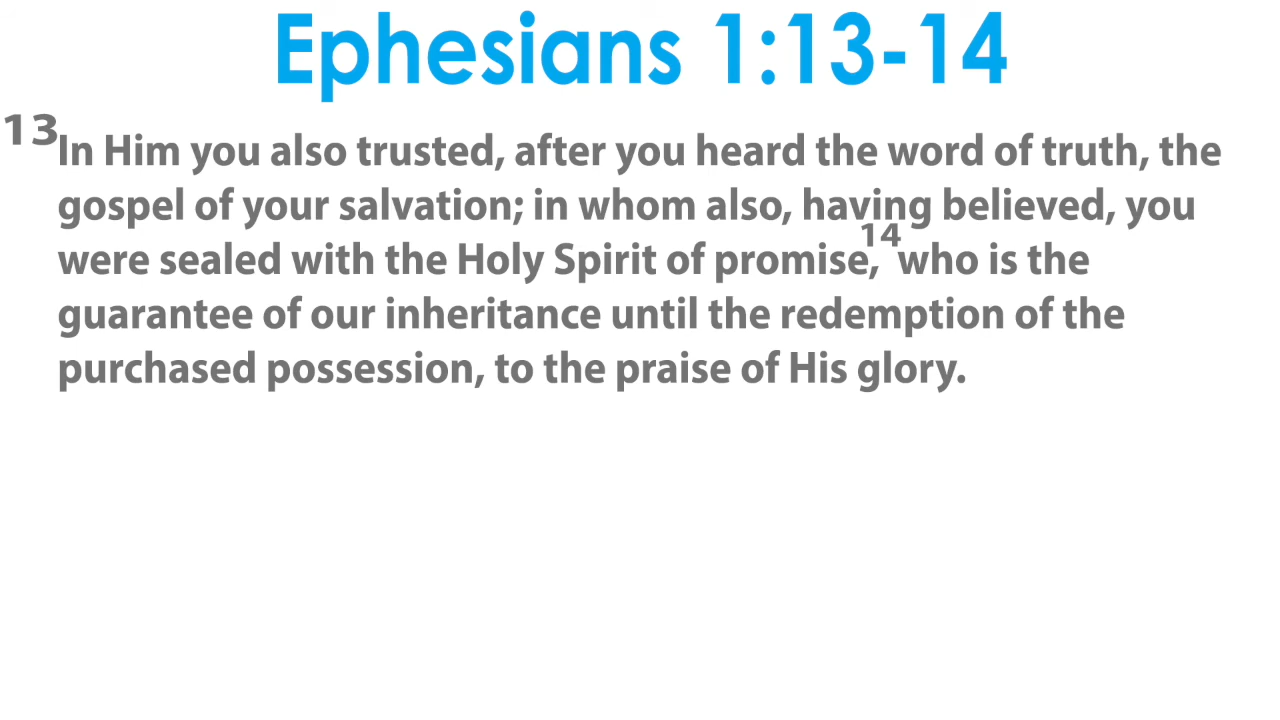 Ephesians 1:13-14
13In Him you also trusted, after you heard the word of truth, the
gospel of your salvation; in whom also, having believed, you
were sealed with the Holy Spirit of promise,14who is the
guarantee of our inheritance until the redemption of the
purchased possession, to the praise of His glory.